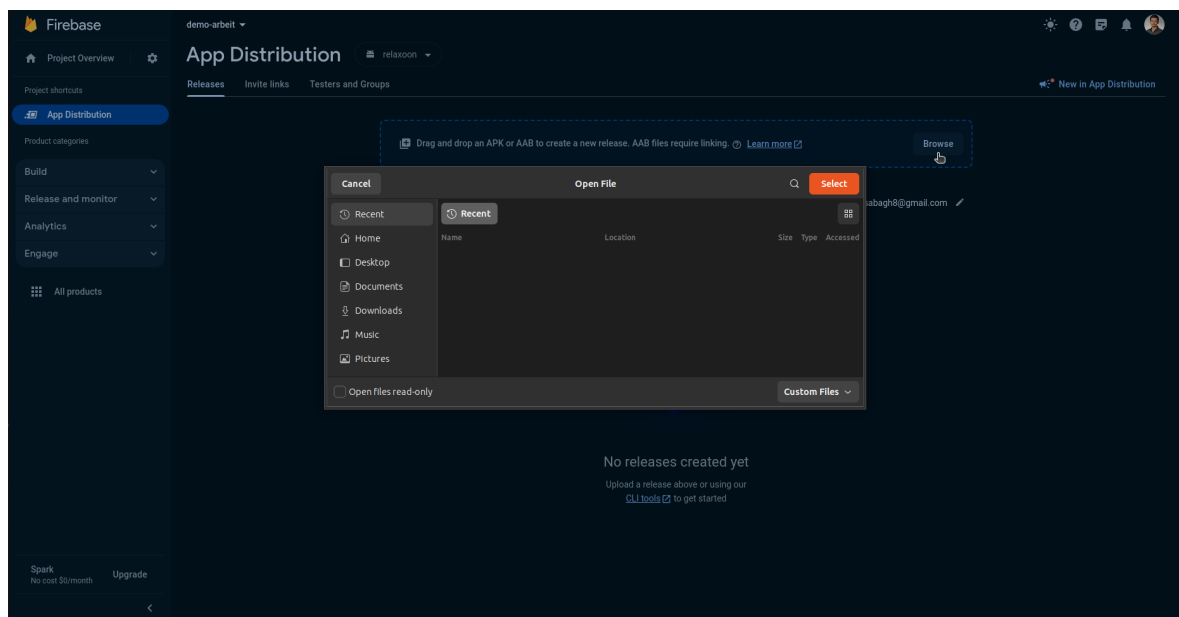 Firebase
demo-arbeit
Project Overview
App Distribution
relaxoon
Project shortcuts
Releases
Invite links
Testers and Groups
New in App Distribution
App Distribution
Product categories
Build
Release and monitor
Analytics
Engage
All products
Drag and drop an APK or AAB to create a new release. AAB files require linking.
Learn more
Browse
Cancel
Open File
Select
sabagh8@gmail.com
Recent
Home
Desktop
Documents
Downloads
Music
Pictures
Recent
Name
Location
Size
Type
Accessed
Open files read-only
Custom Files
No releases created yet
Upload a release above or using our
CLI tools to get started
Spark
No cost $0/month
Upgrade